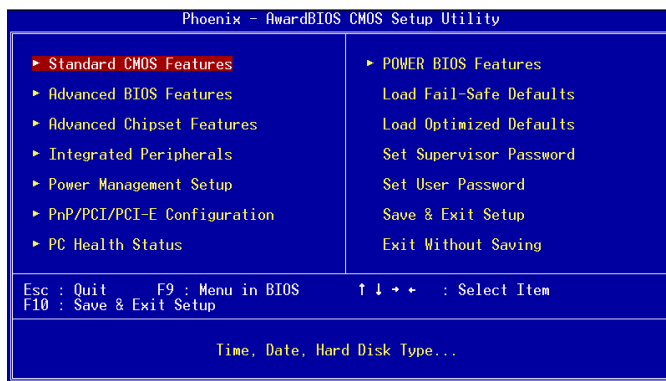 Phoenix - AwardBIOS CMOS Setup Utility
► Standard CMOS Features
► Advanced BIOS Features
► Advanced Chipset Features
► Integrated Peripherals
► Power Management Setup
► PnP/PCI/PCI-E Configuration
► PC Health Status
► POWER BIOS Features
Load Fail-Safe Defaults
Load Optimized Defaults
Set Supervisor Password
Set User Password
Save & Exit Setup
Exit Without Saving
Esc : Quit F9 : Menu in BIOS ↑ ↓ → ← : Select Item
F10 : Save & Exit Setup
Time, Date, Hard Disk Type...